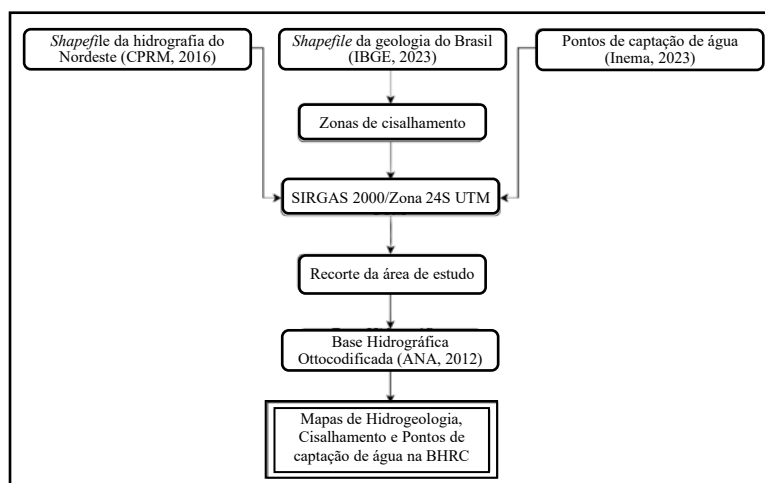 Shapefile da hidrografia do
Nordeste (CPRM, 2016)
Shapefile da geologia do Brasil
(IBGE, 2023)
Pontos de captação de água
(Inema, 2023)
Zonas de cisalhamento
SIRGAS 2000/Zona 24S UTM
Recorte da área de estudo
Base Hidrográfica
Ottocodificada (ANA, 2012)
Mapas de Hidrogeologia,
Cisalhamento e Pontos de
captação de água na BHRC